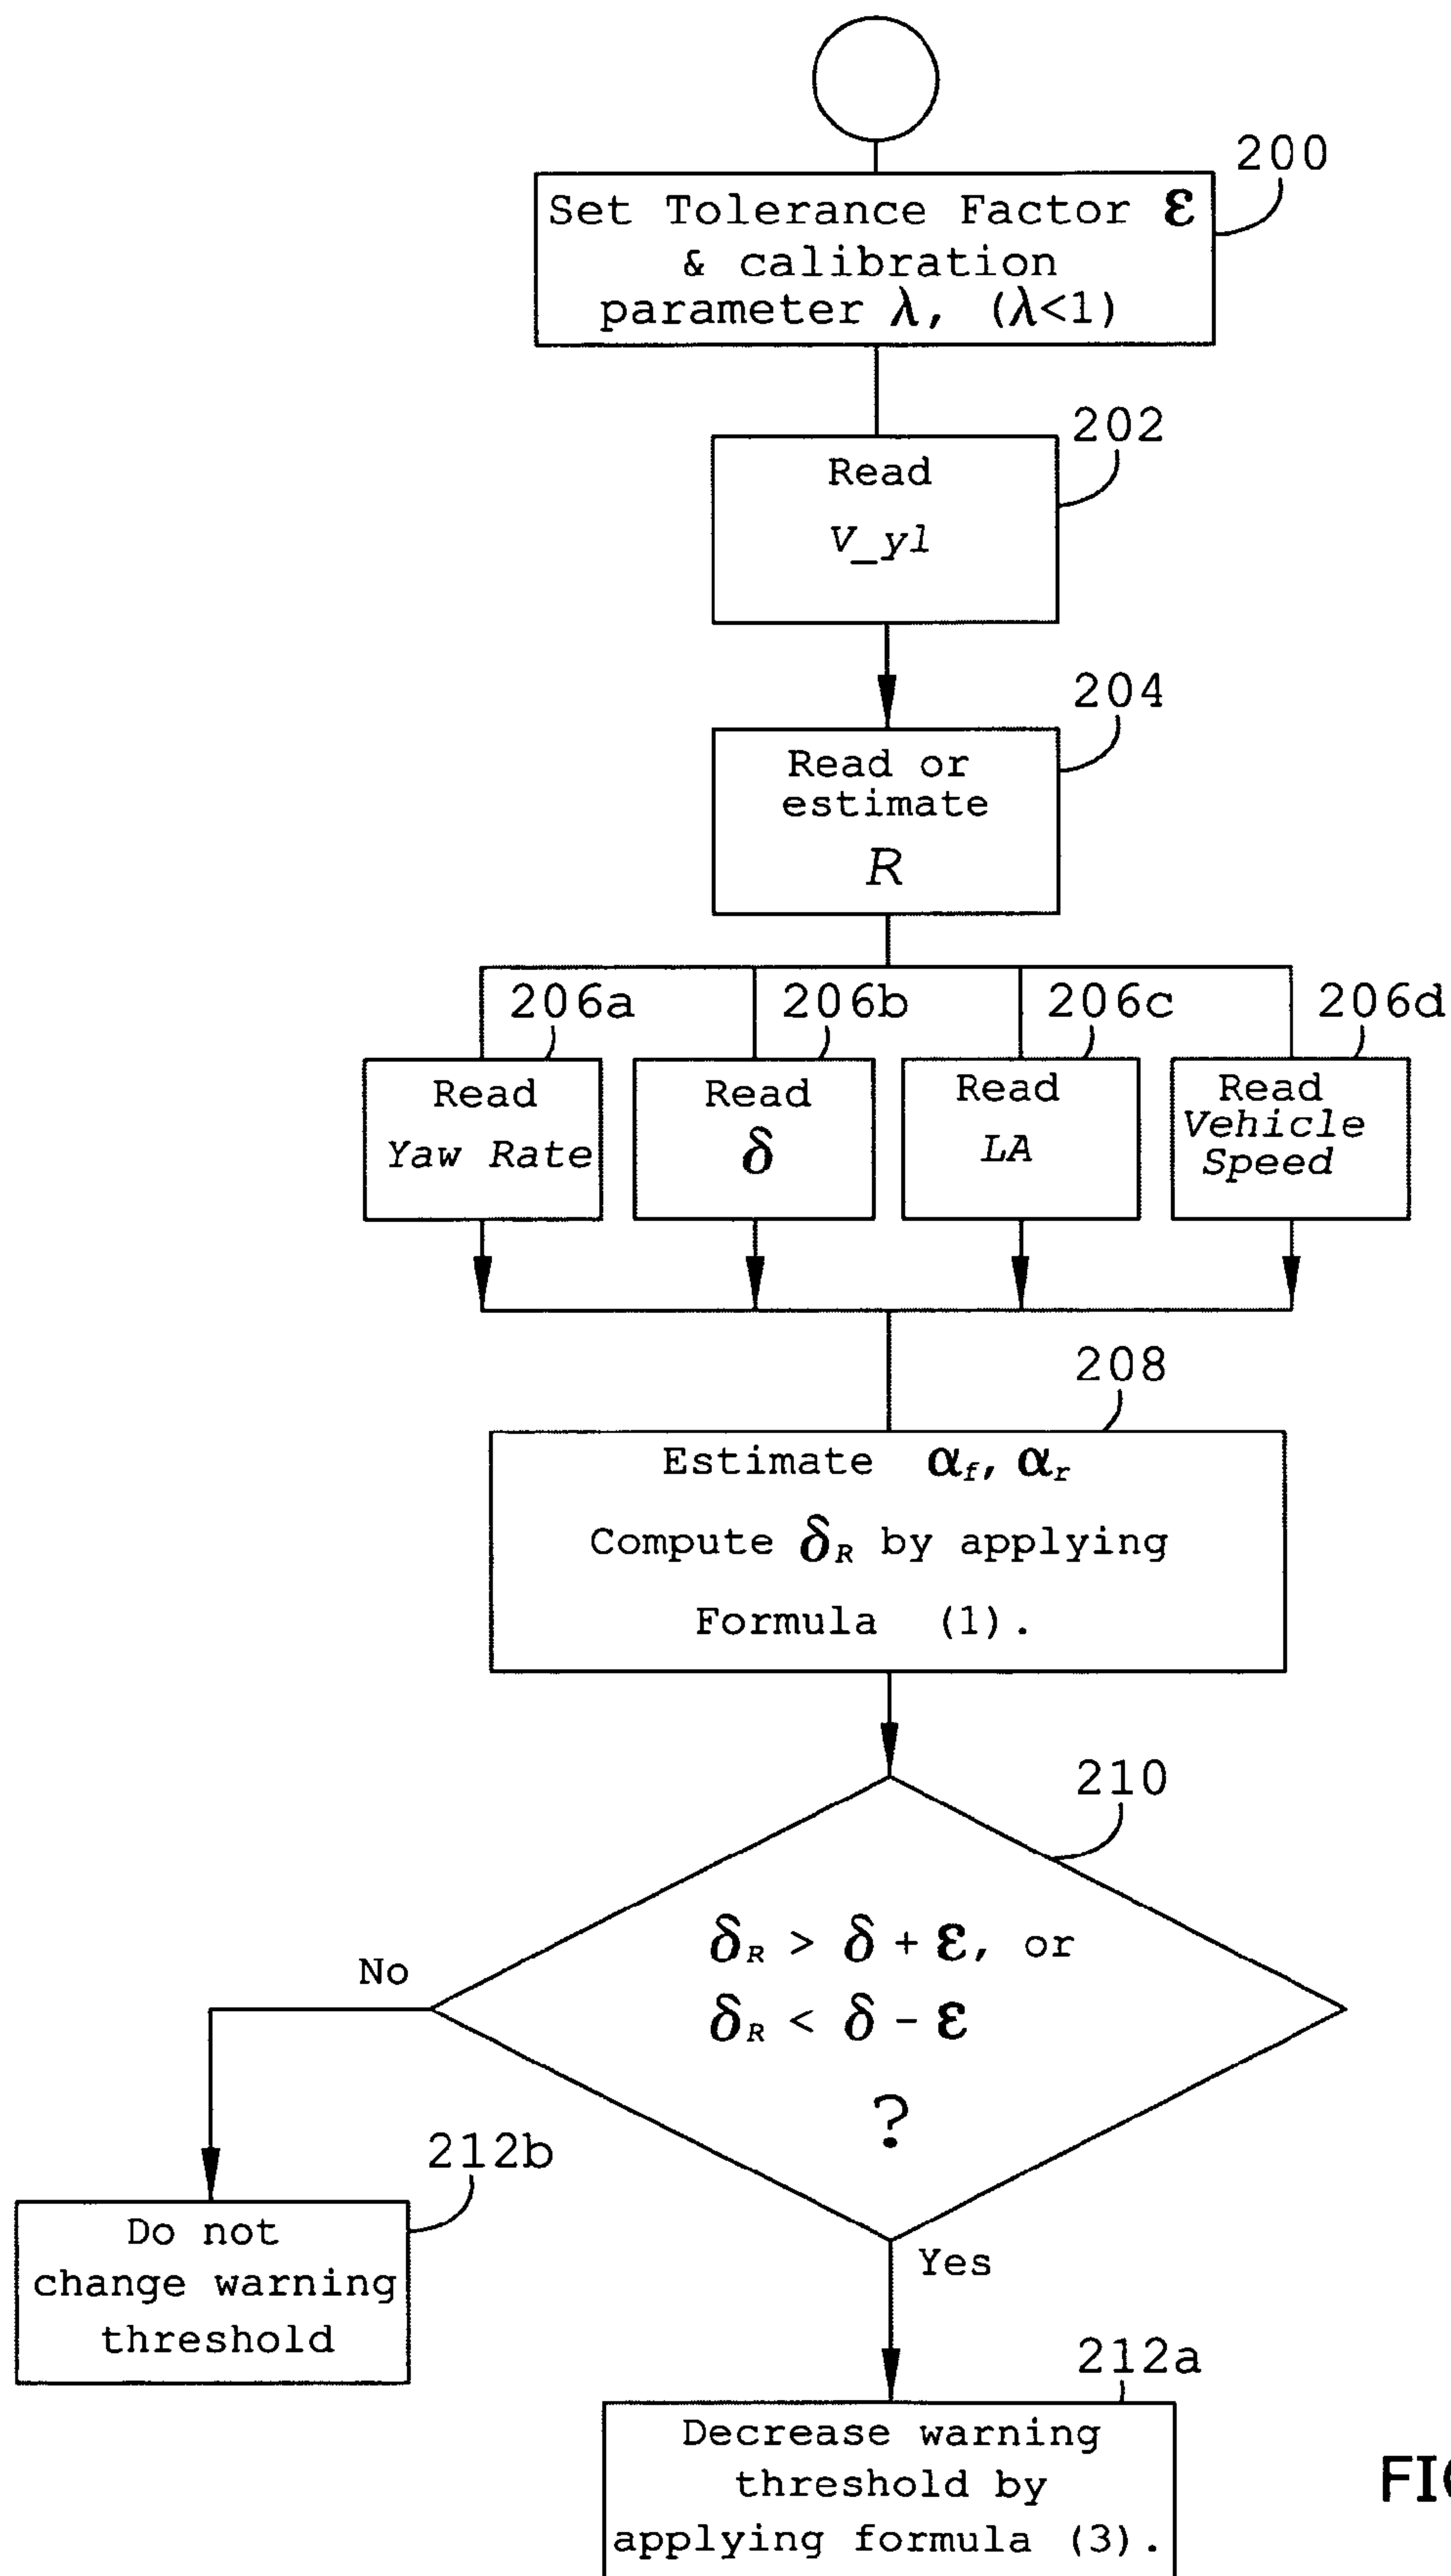 200
Set Tolerance Factor ε
& calibration
parameter λ, (λ<1)
202
Read
V_yl
204
Read or
estimate
R
206a
206b
206c
206d
Read
Yaw Rate
Read
δ
Read
LA
Read
Vehicle
Speed
208
Estimate αf, αr
Compute δR by applying
Formula (1).
210
δR > δ + ε, or
δR < δ - ε
?
No
Yes
212b
Do not
change warning
threshold
212a
Decrease warning
threshold by
applying formula (3).